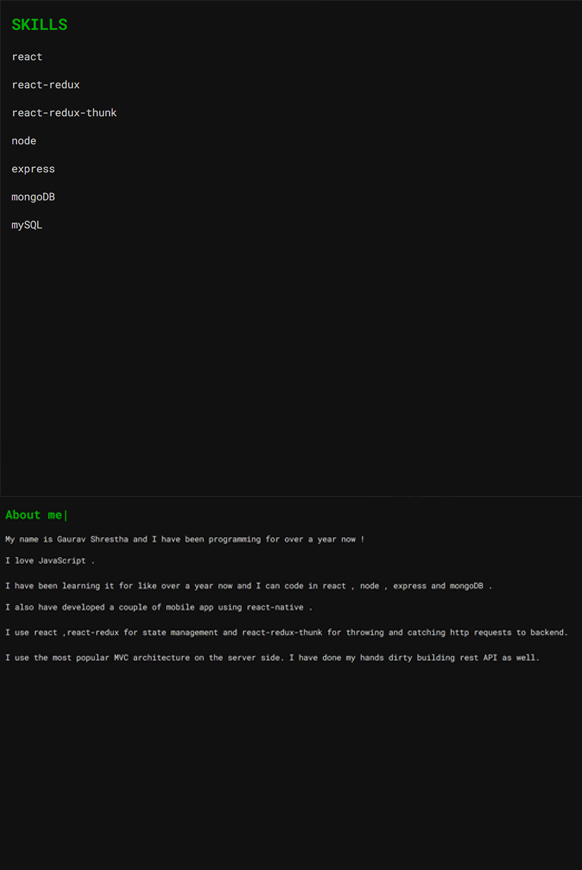 SKILLS
react
react-redux
react-redux-thunk
node
express
mongoDB
mySQL
About me|
My name is Gaurav Shrestha and I have been programming for over a year now !
I love JavaScript .
I have been learning it for like over a year now and I can code in react , node , express and mongoDB .
I also have developed a couple of mobile app using react-native .
I use react ,react-redux for state management and react-redux-thunk for throwing and catching http requests to backend.
I use the most popular MVC architecture on the server side. I have done my hands dirty building rest API as well.